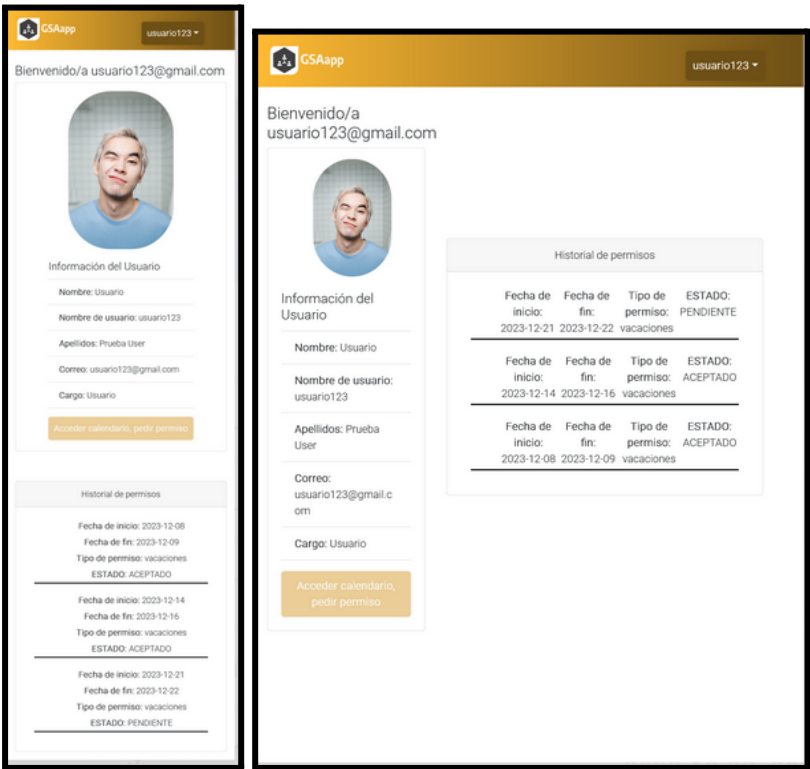 GSAapp
usuario123
Bienvenido/a usuario123@gmail.com
Información del Usuario
Nombre: Usuario
Nombre de usuario: usuario123
Apellidos: Prueba User
Correo: usuario123@gmail.com
Cargo: Usuario
Acceder calendario, pedir permiso
Historial de permisos
Fecha de inicio: 2023-12-08
Fecha de fin: 2023-12-09
Tipo de permiso: vacaciones
ESTADO: ACEPTADO
Fecha de inicio: 2023-12-14
Fecha de fin: 2023-12-16
Tipo de permiso: vacaciones
ESTADO: ACEPTADO
Fecha de inicio: 2023-12-21
Fecha de fin: 2023-12-22
Tipo de permiso: vacaciones
ESTADO: PENDIENTE
GSAapp
usuario123
Bienvenido/a
usuario123@gmail.com
Información del
Usuario
Nombre: Usuario
Nombre de usuario:
usuario123
Apellidos: Prueba
User
Correo:
usuario123@gmail.c
om
Cargo: Usuario
Acceder calendario,
pedir permiso
Historial de permisos
Fecha de Fecha de Tipo de ESTADO:
inicio: fin: permiso: PENDIENTE
2023-12-21 2023-12-22 vacaciones
Fecha de Fecha de Tipo de ESTADO:
inicio: fin: permiso: ACEPTADO
2023-12-14 2023-12-16 vacaciones
Fecha de Fecha de Tipo de ESTADO:
inicio: fin: permiso: ACEPTADO
2023-12-08 2023-12-09 vacaciones